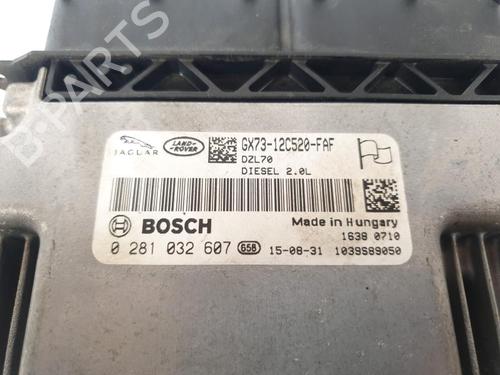 B-PARTS
JAGUAR
LAND-
ROVER
GX73-12C520-FAF
DZL70
DIESEL 2.0L
BOSCH
Made in Hungary
1638 0710
0 281 032 607 658 15-08-31 1039S89050